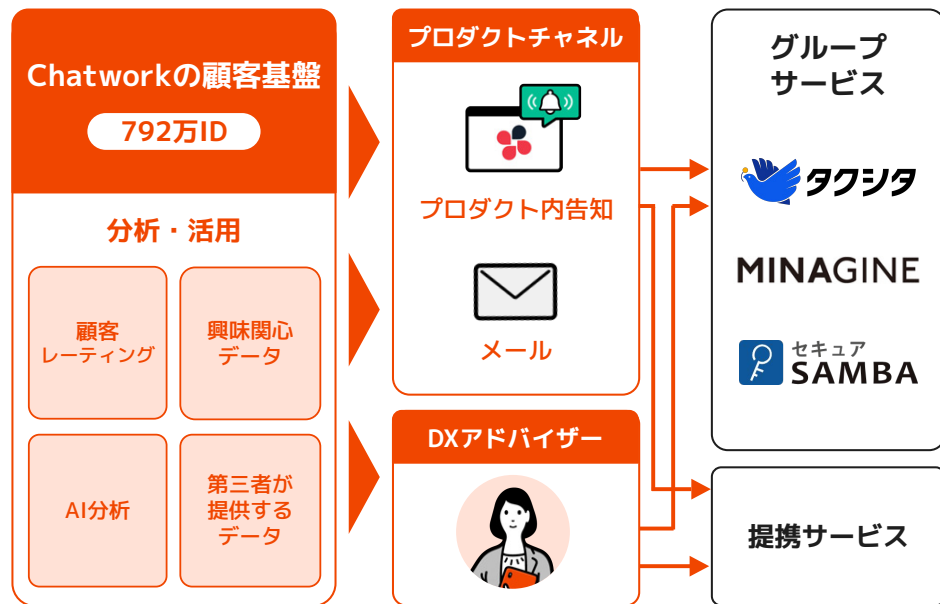 Chatworkの顧客基盤
792万ID
分析・活用
顧客
レーティング
興味関心
データ
AI分析
第三者が
提供する
データ
プロダクトチャネル
プロダクト内告知
メール
DXアドバイザー
グループ
サービス
タクシタ
MINAGINE
セキュア
SAMBA
提携サービス